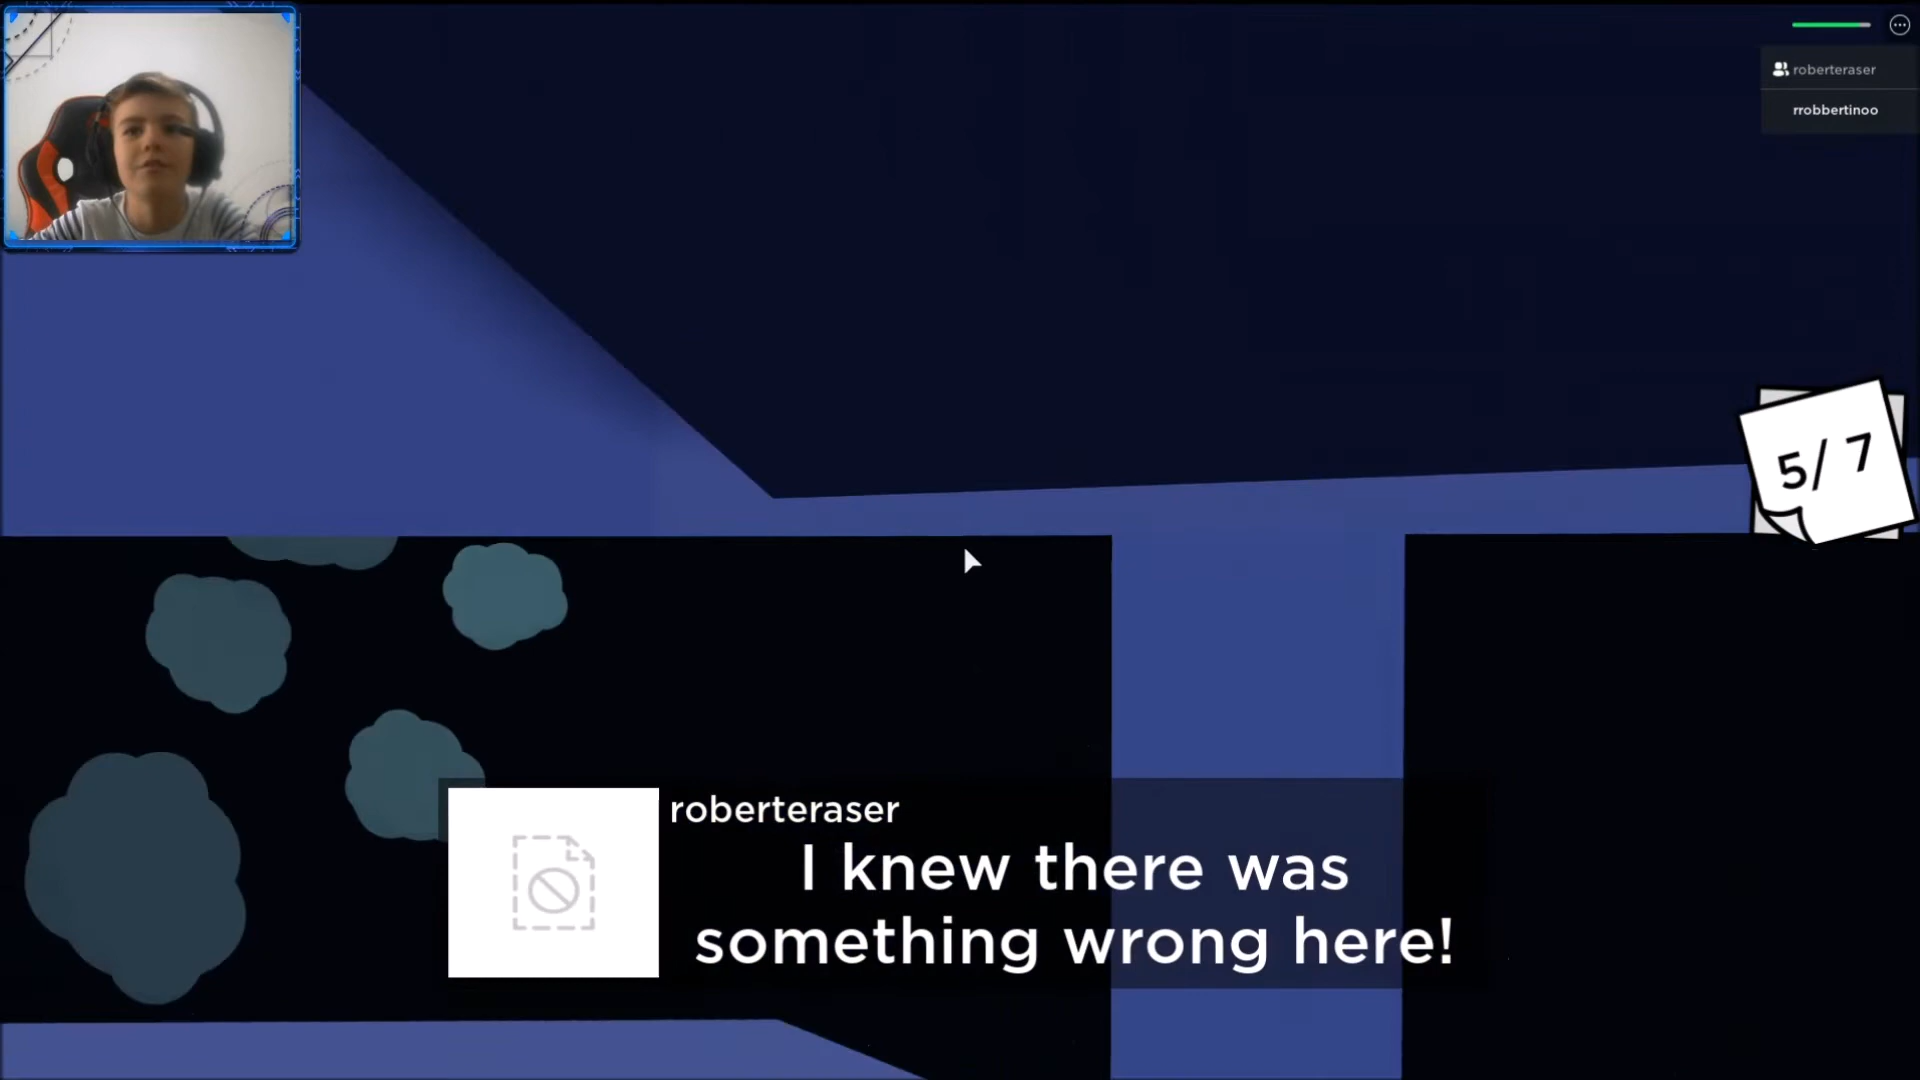 roberteraser
rrobbertinoo
5/7
roberteraser
I knew there was
something wrong here!